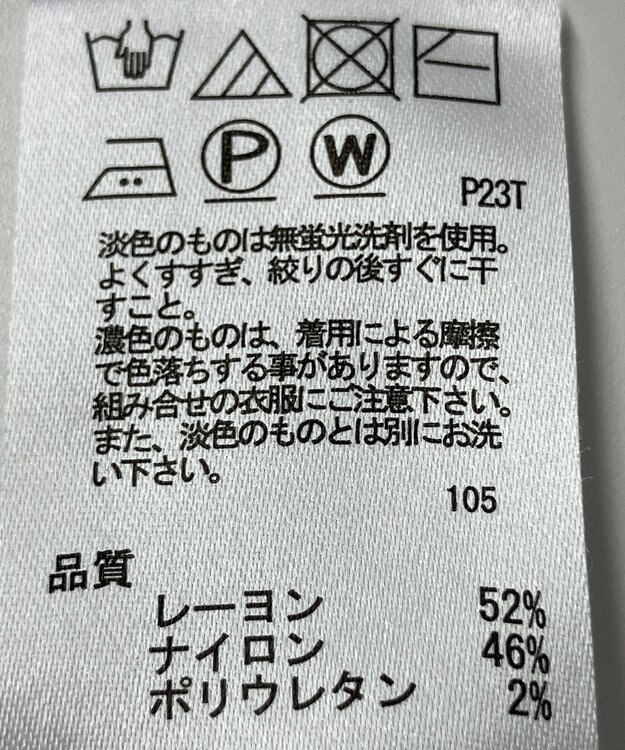 P W
P23T
淡色のものは無蛍光洗剤を使用。
よくすすぎ、絞りの後すぐに干
すこと。
濃色のものは、着用による摩擦
で色落ちする事がありますので、
組み合せの衣服にご注意下さい。
また、淡色のものとは別にお洗
い下さい。
105
品質
レーヨン 52%
ナイロン 46%
ポリウレタン 2%